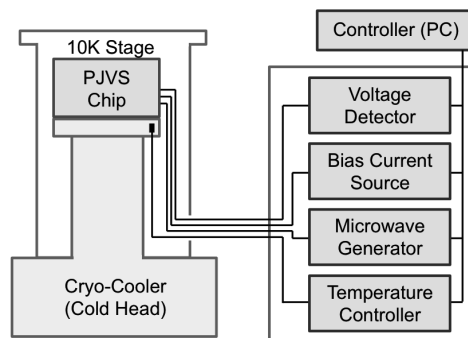 10K Stage
PJVS
Chip
Cryo-Cooler
(Cold Head)
Controller (PC)
Voltage
Detector
Bias Current
Source
Microwave
Generator
Temperature
Controller